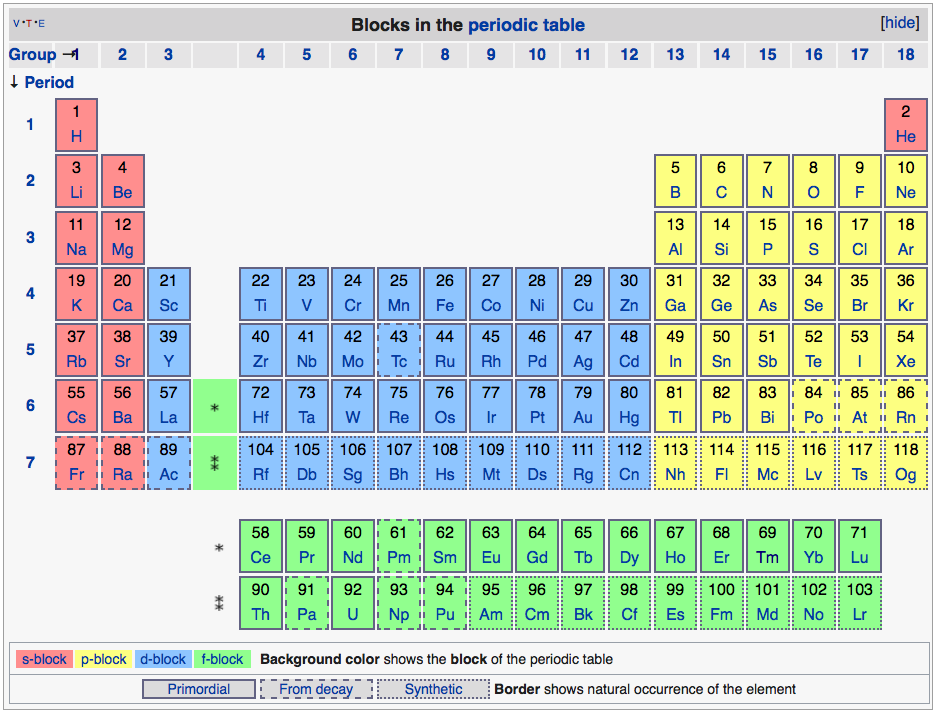 V·T·E Blocks in the periodic table [hide]
Group → 1 2 3 4 5 6 7 8 9 10 11 12 13 14 15 16 17 18
↓ Period
1 2
1
H He
3 4 5 6 7 8 9 10
2
Li Be B C N O F Ne
11 12 13 14 15 16 17 18
3
Na Mg Al Si P S Cl Ar
19 20 21 22 23 24 25 26 27 28 29 30 31 32 33 34 35 36
4
K Ca Sc Ti V Cr Mn Fe Co Ni Cu Zn Ga Ge As Se Br Kr
37 38 39 40 41 42 43 44 45 46 47 48 49 50 51 52 53 54
5
Rb Sr Y Zr Nb Mo Tc Ru Rh Pd Ag Cd In Sn Sb Te I Xe
55 56 57 72 73 74 75 76 77 78 79 80 81 82 83 84 85 86
6 *
Cs Ba La Hf Ta W Re Os Ir Pt Au Hg Tl Pb Bi Po At Rn
87 88 89 104 105 106 107 108 109 110 111 112 113 114 115 116 117 118
7 **
Fr Ra Ac Rf Db Sg Bh Hs Mt Ds Rg Cn Nh Fl Mc Lv Ts Og
58 59 60 61 62 63 64 65 66 67 68 69 70 71
*
Ce Pr Nd Pm Sm Eu Gd Tb Dy Ho Er Tm Yb Lu
90 91 92 93 94 95 96 97 98 99 100 101 102 103
**
Th Pa U Np Pu Am Cm Bk Cf Es Fm Md No Lr
s-block p-block d-block f-block Background color shows the block of the periodic table
Primordial From decay Synthetic Border shows natural occurrence of the element